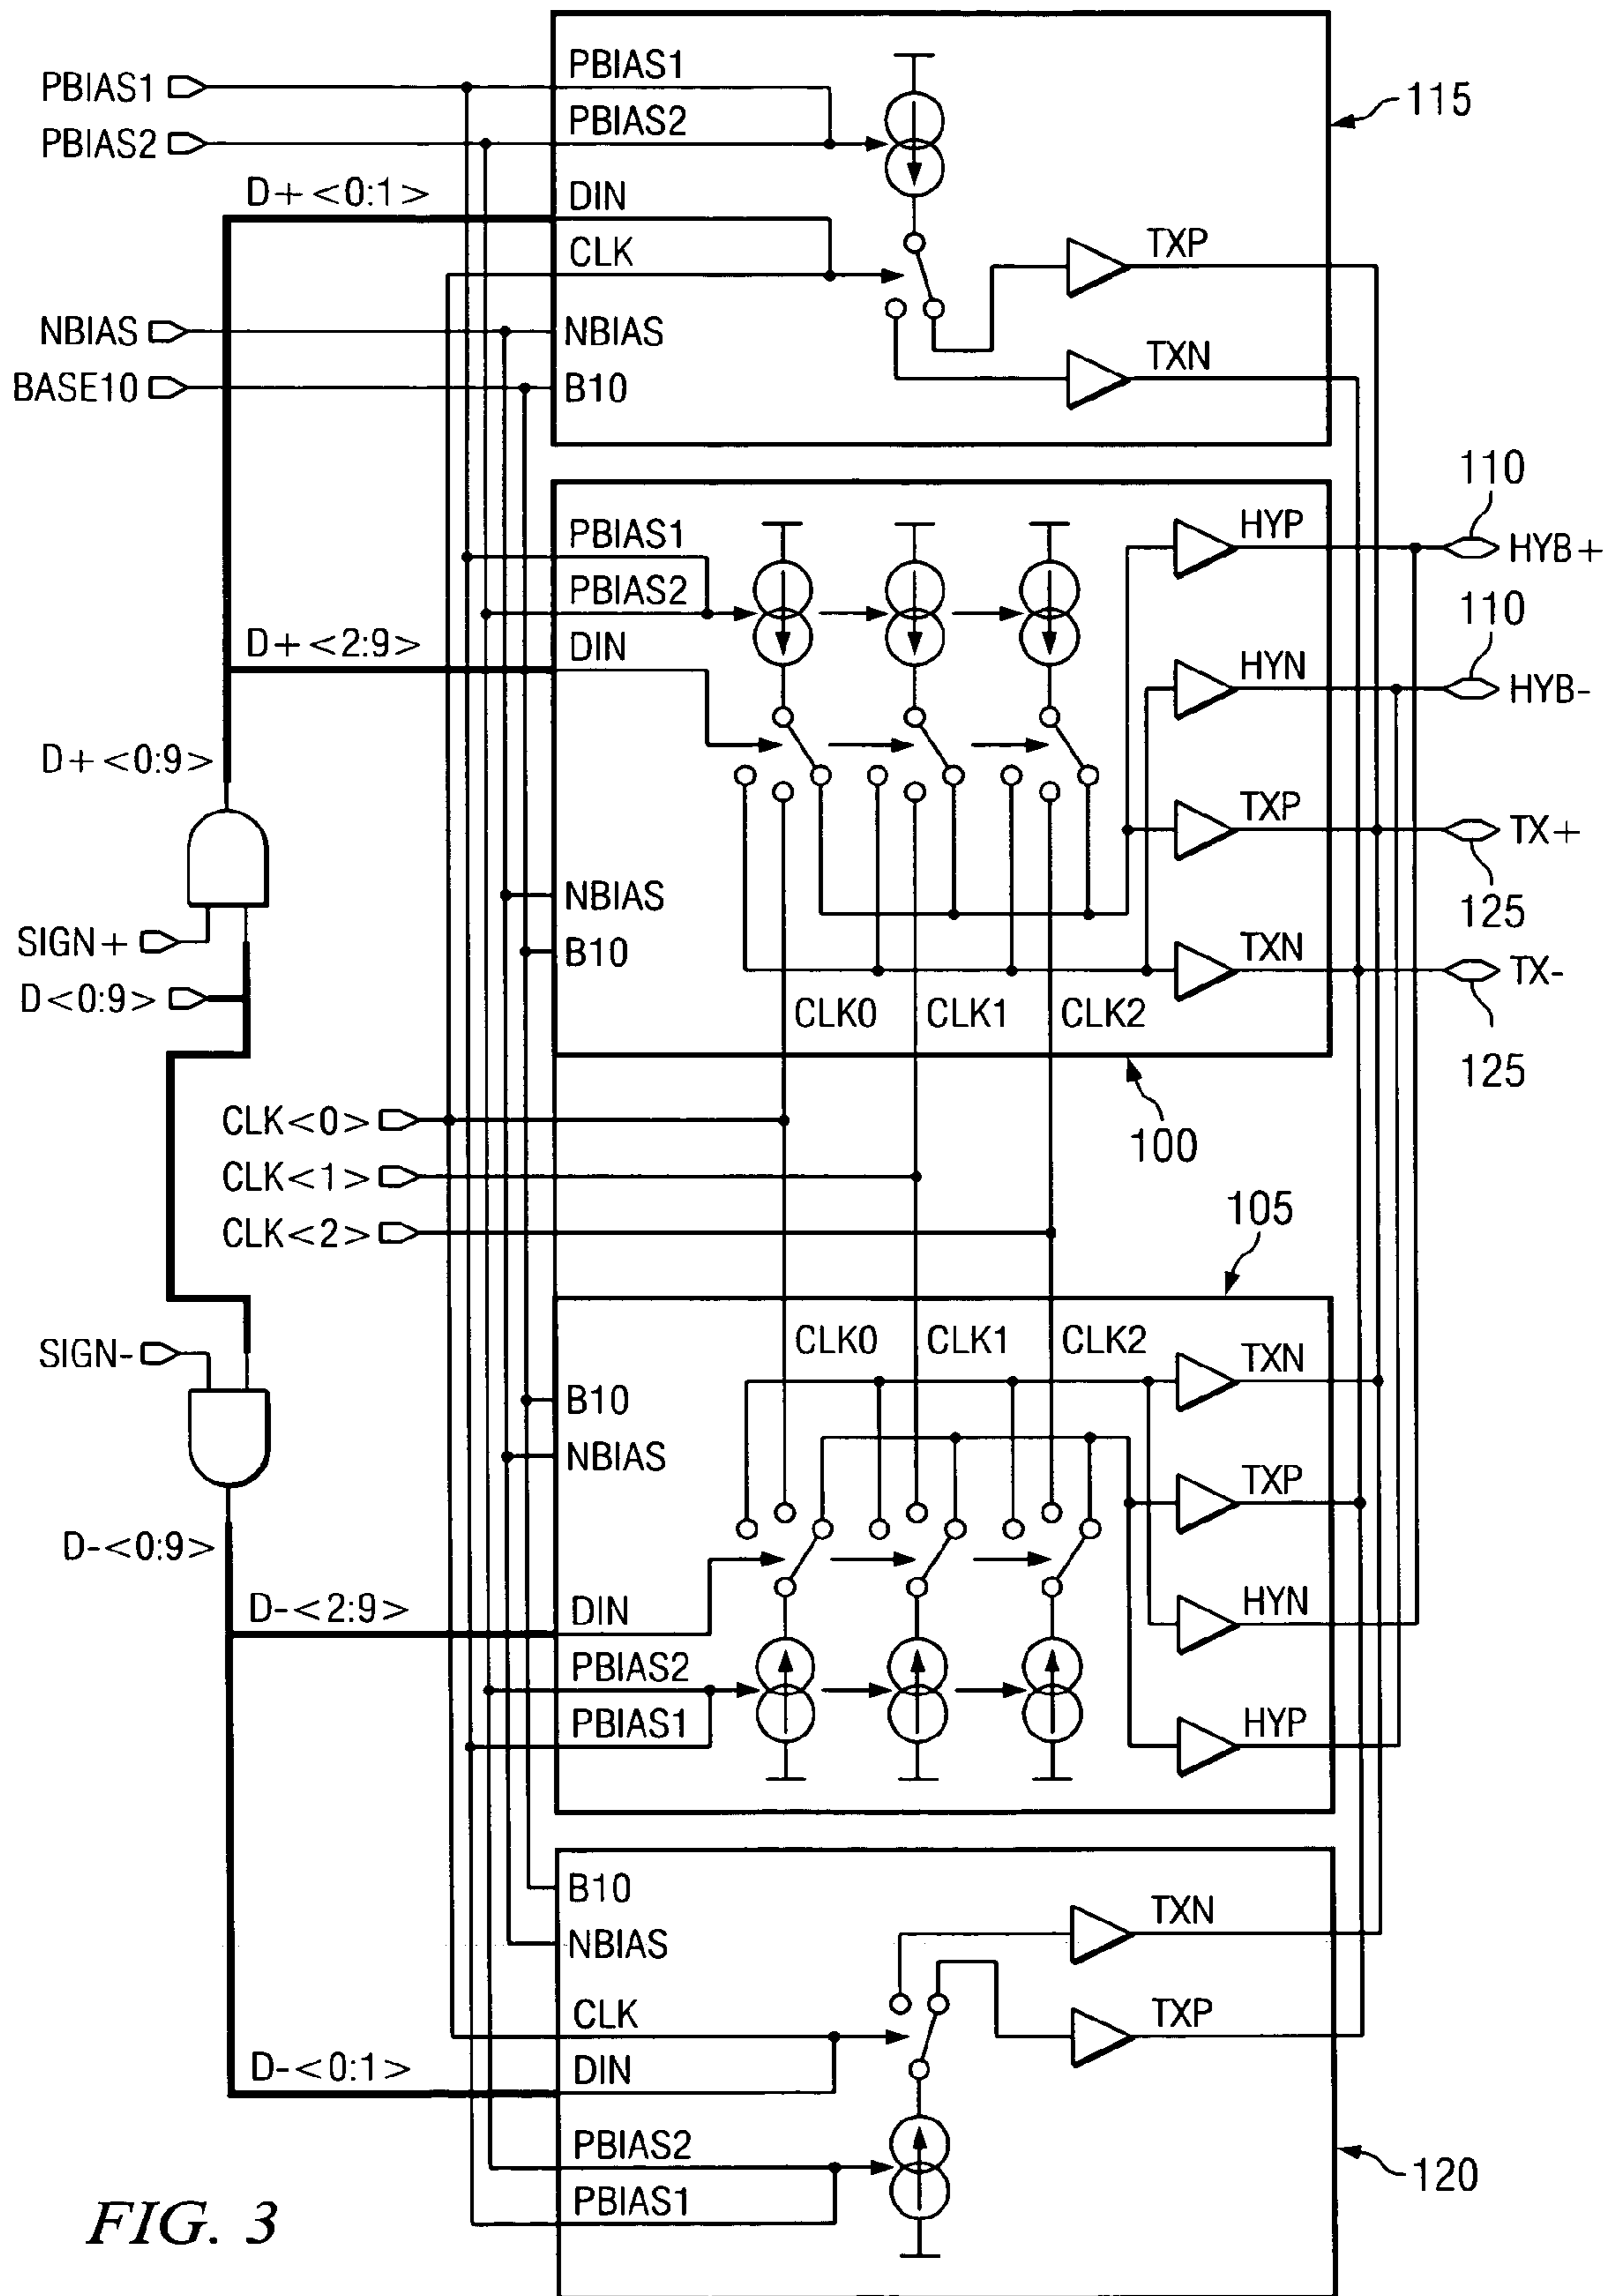 PBIAS1
PBIAS2
D+<0:1>
NBIAS
BASE10
PBIAS1
PBIAS2
DIN
CLK
NBIAS
B10
TXP
TXN
115
PBIAS1
PBIAS2
DIN
D+<2:9>
NBIAS
B10
HYP
HYN
TXP
TXN
CLK0
CLK1
CLK2
110
HYB+
110
HYB-
TX+
125
TX-
125
100
D+<0:9>
SIGN+
D<0:9>
CLK<0>
CLK<1>
CLK<2>
SIGN-
105
CLK0
CLK1
CLK2
TXN
B10
NBIAS
TXP
D-<0:9>
D-<2:9>
DIN
HYN
PBIAS2
PBIAS1
HYP
B10
NBIAS
TXN
CLK
TXP
D-<0:1>
DIN
PBIAS2
PBIAS1
120
FIG. 3